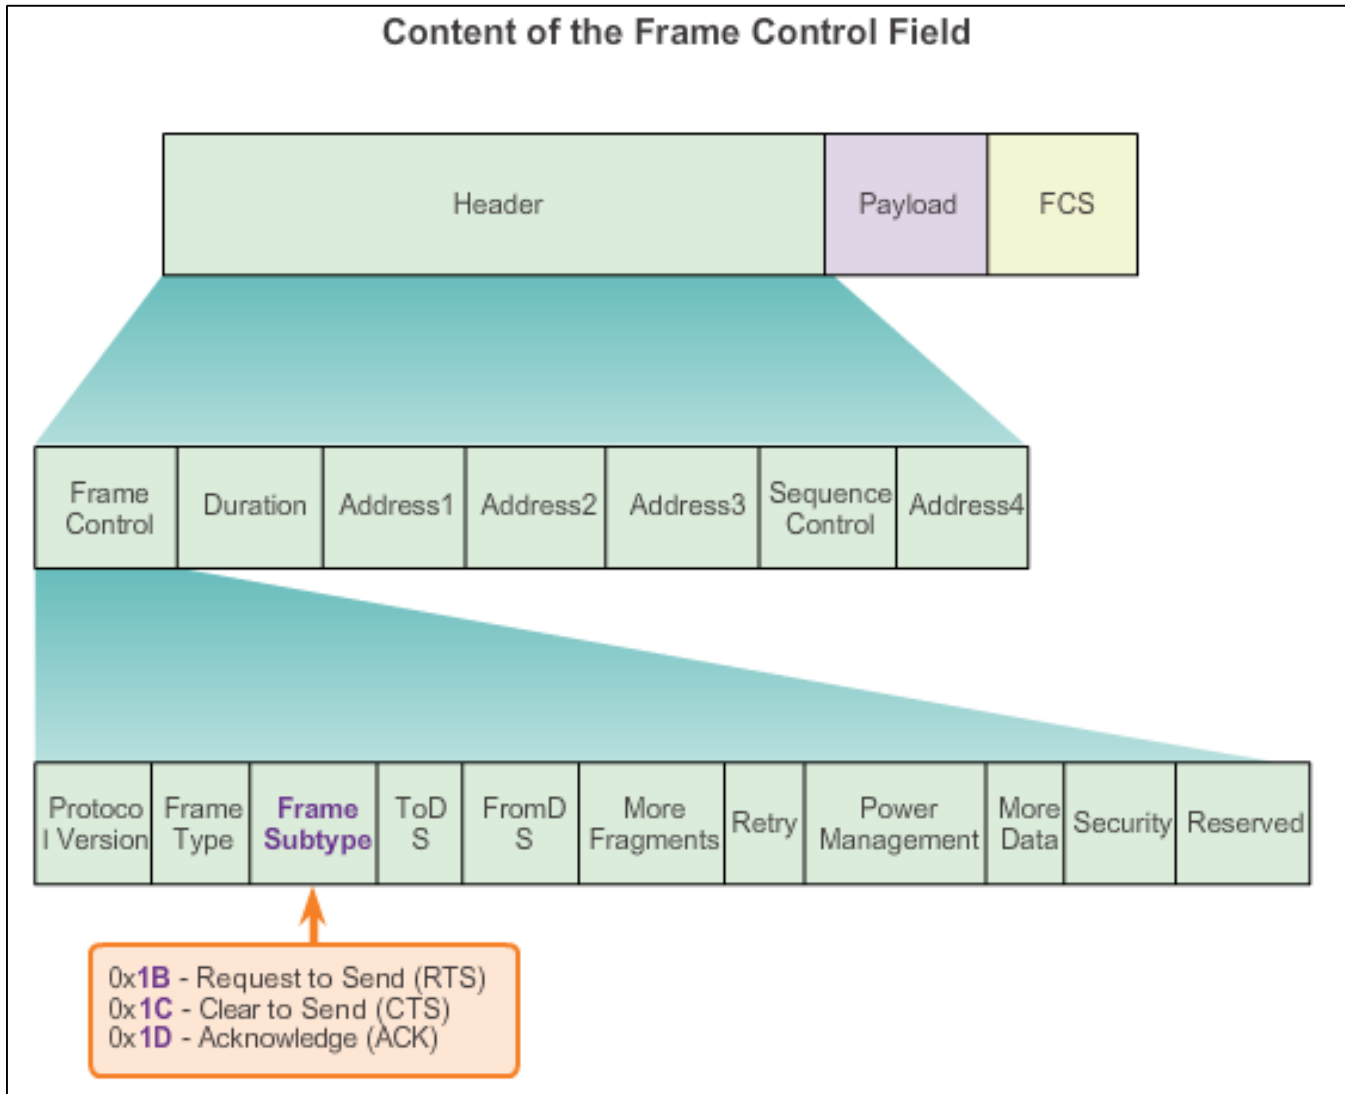 Content of the Frame Control Field
Header
Payload
FCS
Frame
Control
Duration
Address1
Address2
Address3
Sequence
Control
Address4
Protoco
l Version
Frame
Type
Frame
Subtype
ToD
S
FromD
S
More
Fragments
Retry
Power
Management
More
Data
Security
Reserved
0x1B - Request to Send (RTS)
0x1C - Clear to Send (CTS)
0x1D - Acknowledge (ACK)